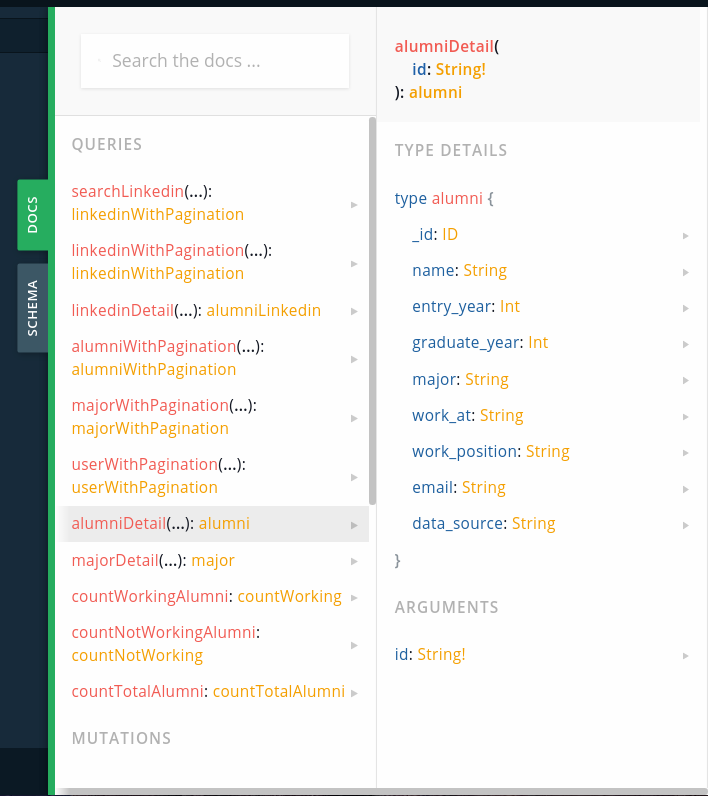 DOCS
SCHEMA
Search the docs ...
QUERIES
searchLinkedin(...):
linkedinWithPagination
linkedinWithPagination(...):
linkedinWithPagination
linkedinDetail(...): alumniLinkedin
alumniWithPagination(...):
alumniWithPagination
majorWithPagination(...):
majorWithPagination
userWithPagination(...):
userWithPagination
alumniDetail(...): alumni
majorDetail(...): major
countWorkingAlumni: countWorking
countNotWorkingAlumni:
countNotWorking
countTotalAlumni: countTotalAlumni
MUTATIONS
alumniDetail(
id: String!
): alumni
TYPE DETAILS
type alumni {
_id: ID
name: String
entry_year: Int
graduate_year: Int
major: String
work_at: String
work_position: String
email: String
data_source: String
}
ARGUMENTS
id: String!